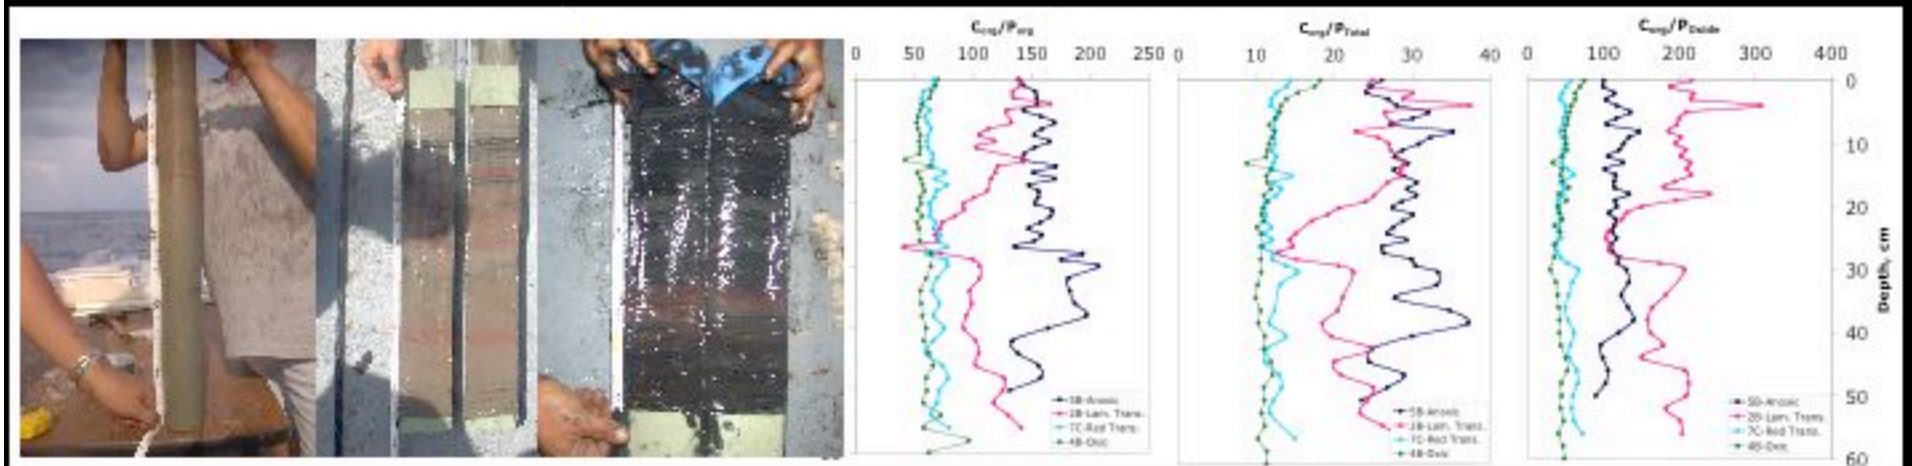 Corg/Porg
0 50 100 150 200 250
5B-Anoxic
2B-Lam. Trans.
7C-Red Trans.
4B-Oxic
Corg/PTotal
0 10 20 30 40
5B-Anoxic
2B-Lam. Trans.
7C-Red Trans.
4B-Oxic
Corg/POxide
0 100 200 300 400
0
10
20
30
40
50
60
Depth, cm
5B-Anoxic
2B-Lam. Trans.
7C-Red Trans.
4B-Oxic